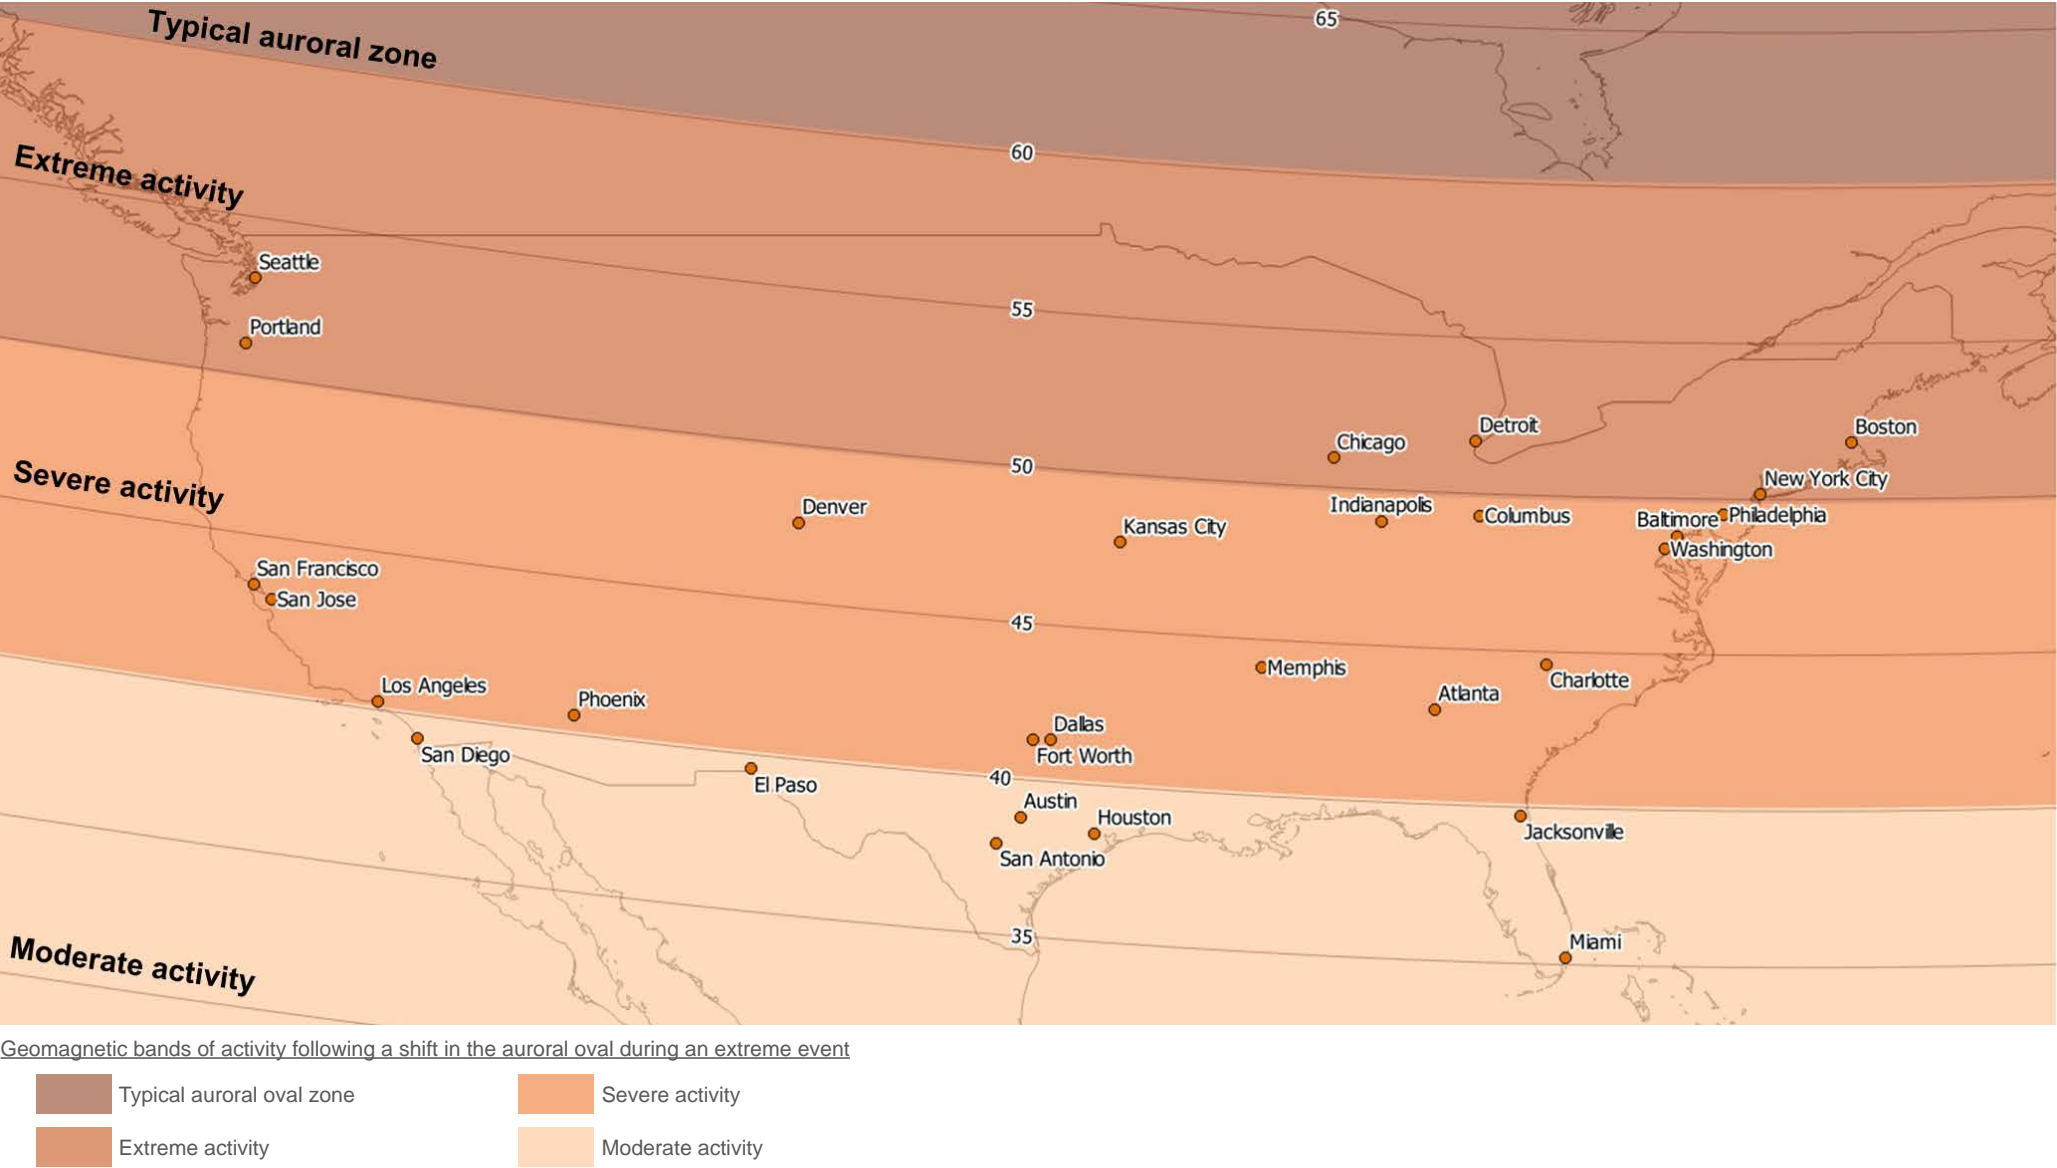 Typical auroral zone
65
60
Extreme activity
Seattle
55
Portland
Detroit
Boston
Chicago
50
New York City
Severe activity
Denver
Indianapolis
Columbus
Baltimore
Philadelphia
Kansas City
Washington
San Francisco
San Jose
45
Memphis
Charlotte
Los Angeles
Phoenix
Atlanta
Dallas
San Diego
Fort Worth
40
El Paso
Austin
Houston
Jacksonville
San Antonio
35
Miami
Moderate activity
Geomagnetic bands of activity following a shift in the auroral oval during an extreme event
Typical auroral oval zone
Severe activity
Extreme activity
Moderate activity